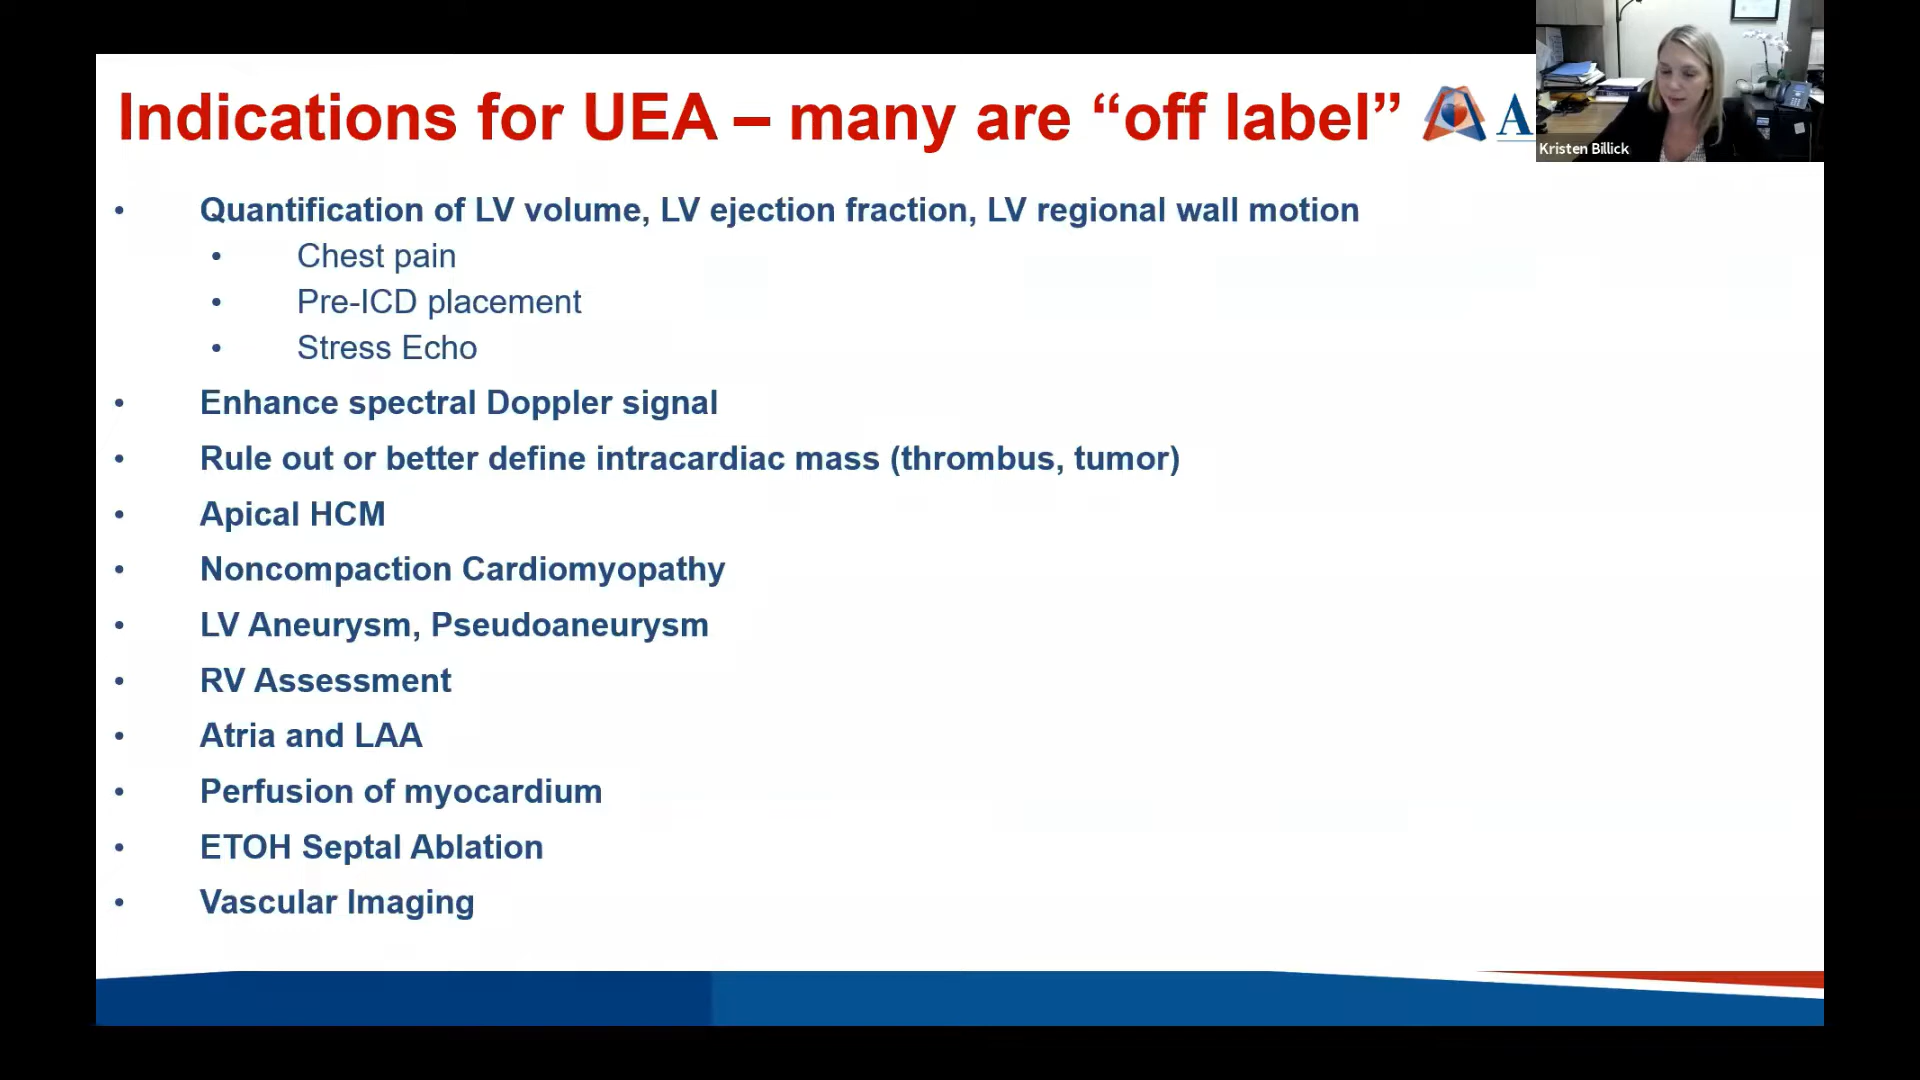 Indications for UEA – many are “off label”
A
Kristen Billick
• Quantification of LV volume, LV ejection fraction, LV regional wall motion
• Chest pain
• Pre-ICD placement
• Stress Echo
• Enhance spectral Doppler signal
• Rule out or better define intracardiac mass (thrombus, tumor)
• Apical HCM
• Noncompaction Cardiomyopathy
• LV Aneurysm, Pseudoaneurysm
• RV Assessment
• Atria and LAA
• Perfusion of myocardium
• ETOH Septal Ablation
• Vascular Imaging